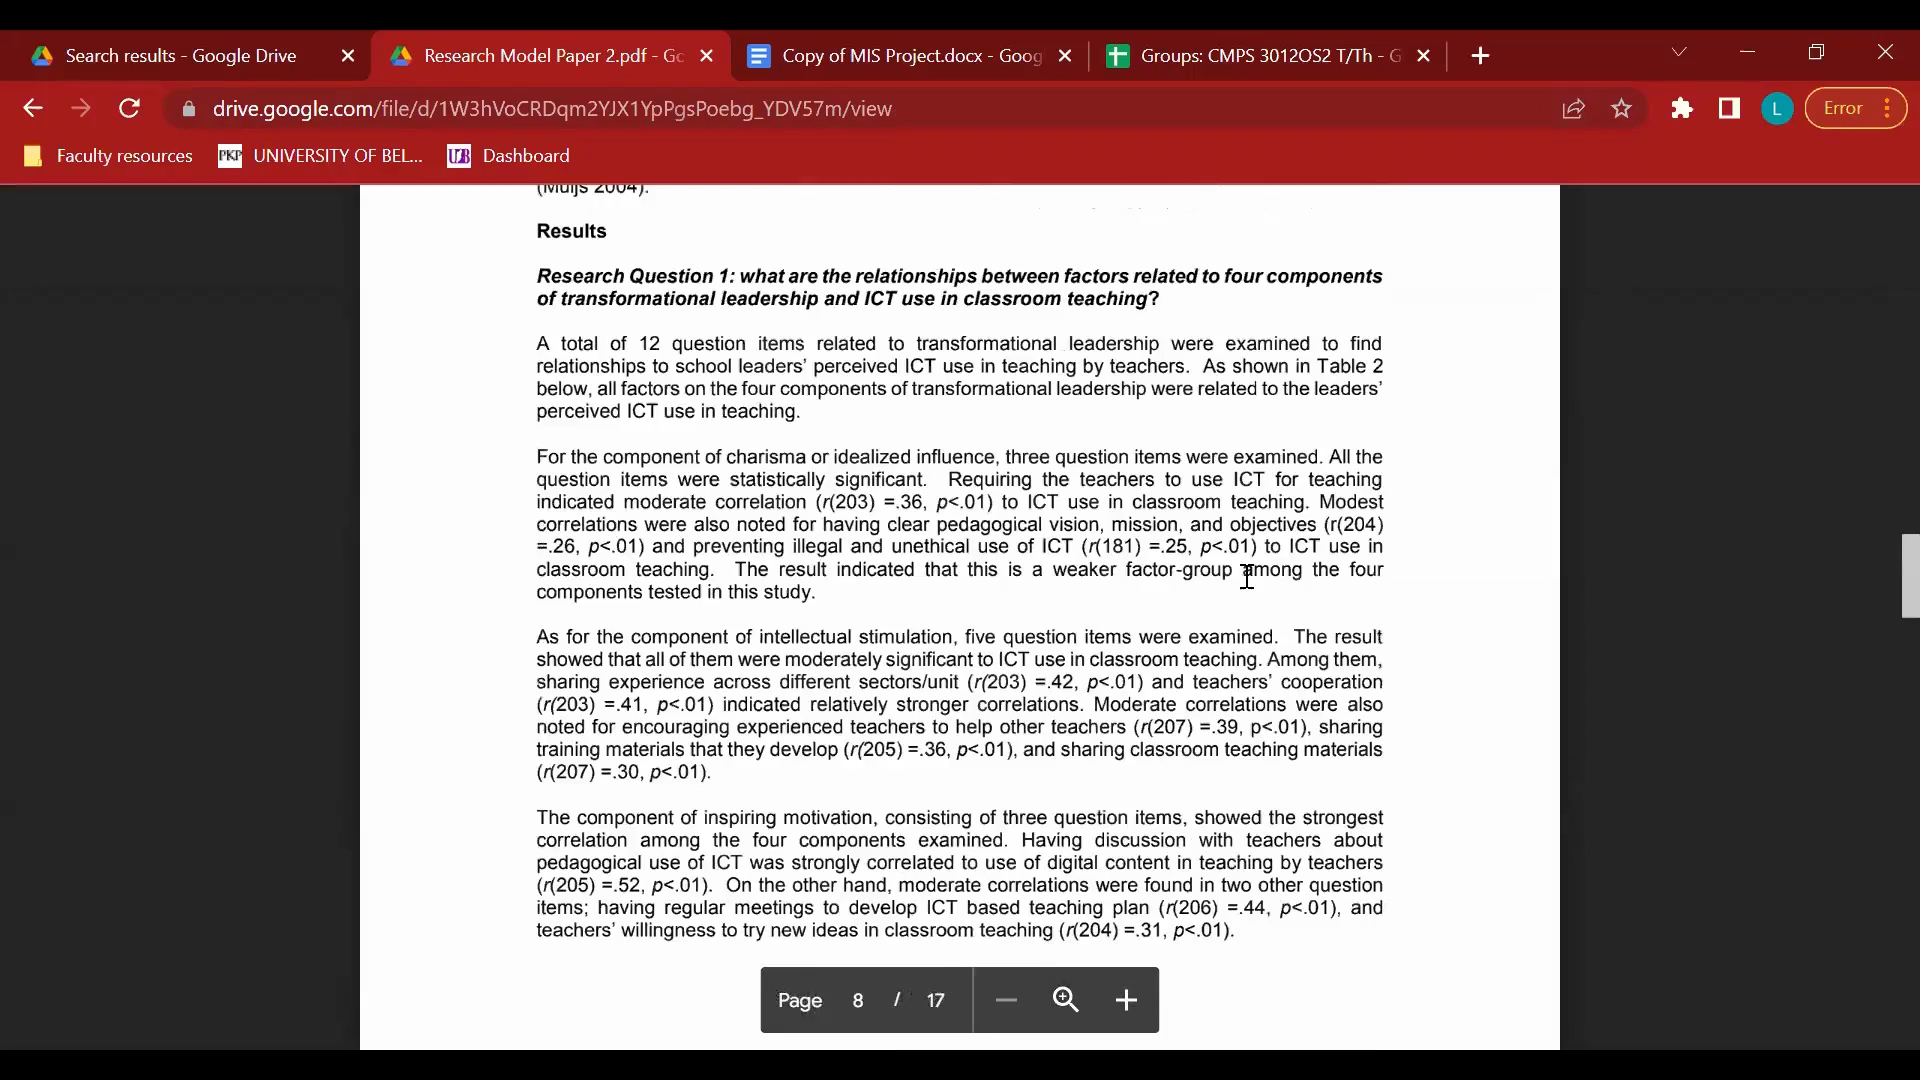 Search results - Google Drive
Research Model Paper 2.pdf - Gc
Copy of MIS Project.docx - Goog
Groups: CMPS 3012OS2 T/Th - G
drive.google.com/file/d/1W3hVoCRDqm2YJX1YpPgsPoebg_YDV57m/view
L
Error
Faculty resources
PKP
UNIVERSITY OF BEL...
UB
Dashboard
(Muijs 2004).
Results
Research Question 1: what are the relationships between factors related to four components
of transformational leadership and ICT use in classroom teaching?
A total of 12 question items related to transformational leadership were examined to find
relationships to school leaders' perceived ICT use in teaching by teachers. As shown in Table 2
below, all factors on the four components of transformational leadership were related to the leaders'
perceived ICT use in teaching.
For the component of charisma or idealized influence, three question items were examined. All the
question items were statistically significant. Requiring the teachers to use ICT for teaching
indicated moderate correlation (r(203) =.36, p<.01) to ICT use in classroom teaching. Modest
correlations were also noted for having clear pedagogical vision, mission, and objectives (r(204)
=.26, p<.01) and preventing illegal and unethical use of ICT (r(181) =.25, p<.01) to ICT use in
classroom teaching. The result indicated that this is a weaker factor-group among the four
components tested in this study.
As for the component of intellectual stimulation, five question items were examined. The result
showed that all of them were moderately significant to ICT use in classroom teaching. Among them,
sharing experience across different sectors/unit (r(203) =.42, p<.01) and teachers' cooperation
(r(203) =.41, p<.01) indicated relatively stronger correlations. Moderate correlations were also
noted for encouraging experienced teachers to help other teachers (r(207) =.39, p<.01), sharing
training materials that they develop (r(205) =.36, p<.01), and sharing classroom teaching materials
(r(207) =.30, p<.01).
The component of inspiring motivation, consisting of three question items, showed the strongest
correlation among the four components examined. Having discussion with teachers about
pedagogical use of ICT was strongly correlated to use of digital content in teaching by teachers
(r(205) =.52, p<.01). On the other hand, moderate correlations were found in two other question
items; having regular meetings to develop ICT based teaching plan (r(206) =.44, p<.01), and
teachers' willingness to try new ideas in classroom teaching (r(204) =.31, p<.01).
Page 8 / 17